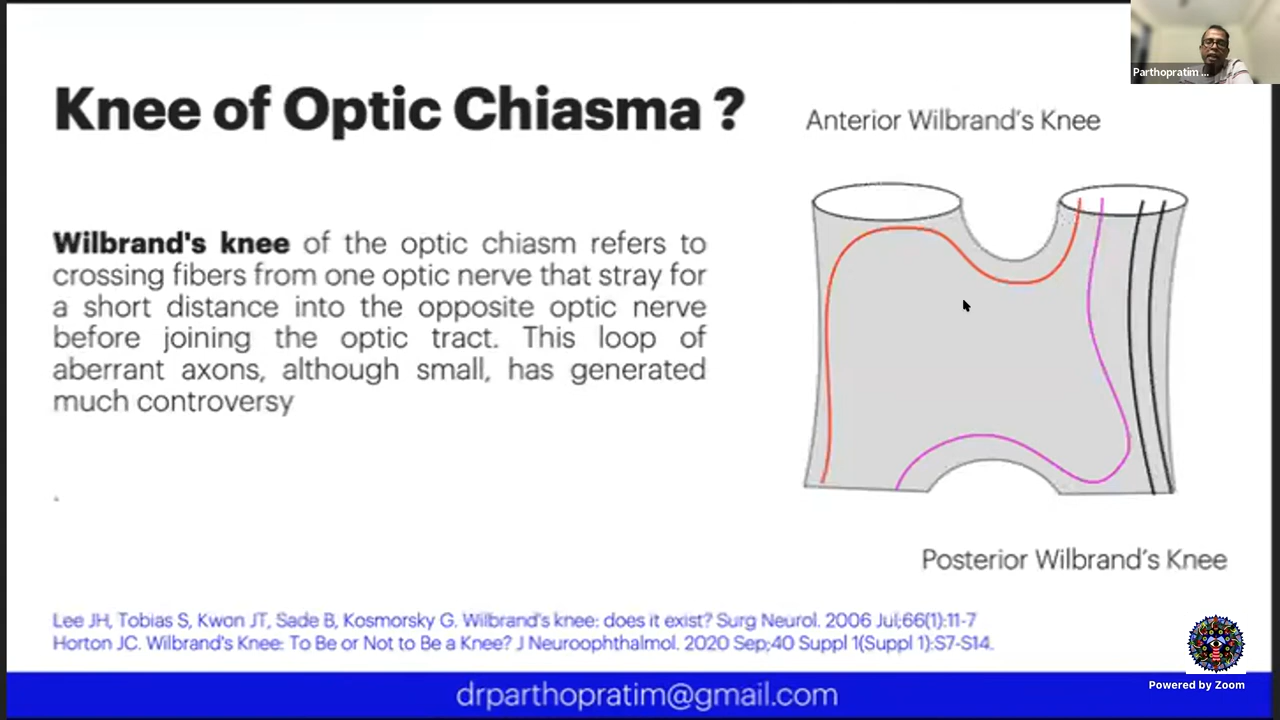 Parthopratim ...
Knee of Optic Chiasma ?
Anterior Wilbrand's Knee
Wilbrand's knee of the optic chiasm refers to
crossing fibers from one optic nerve that stray for
a short distance into the opposite optic nerve
before joining the optic tract. This loop of
aberrant axons, although small, has generated
much controversy
Posterior Wilbrand's Knee
Lee JH, Tobias S, Kwon JT, Sade B, Kosmorsky G. Wilbrand's knee: does it exist? Surg Neurol. 2006 Jul;66(1):11-7
Horton JC. Wilbrand's Knee: To Be or Not to Be a Knee? J Neuroophthalmol. 2020 Sep;40 Suppl 1(Suppl 1):S7-S14.
drparthopratim@gmail.com
Powered by Zoom